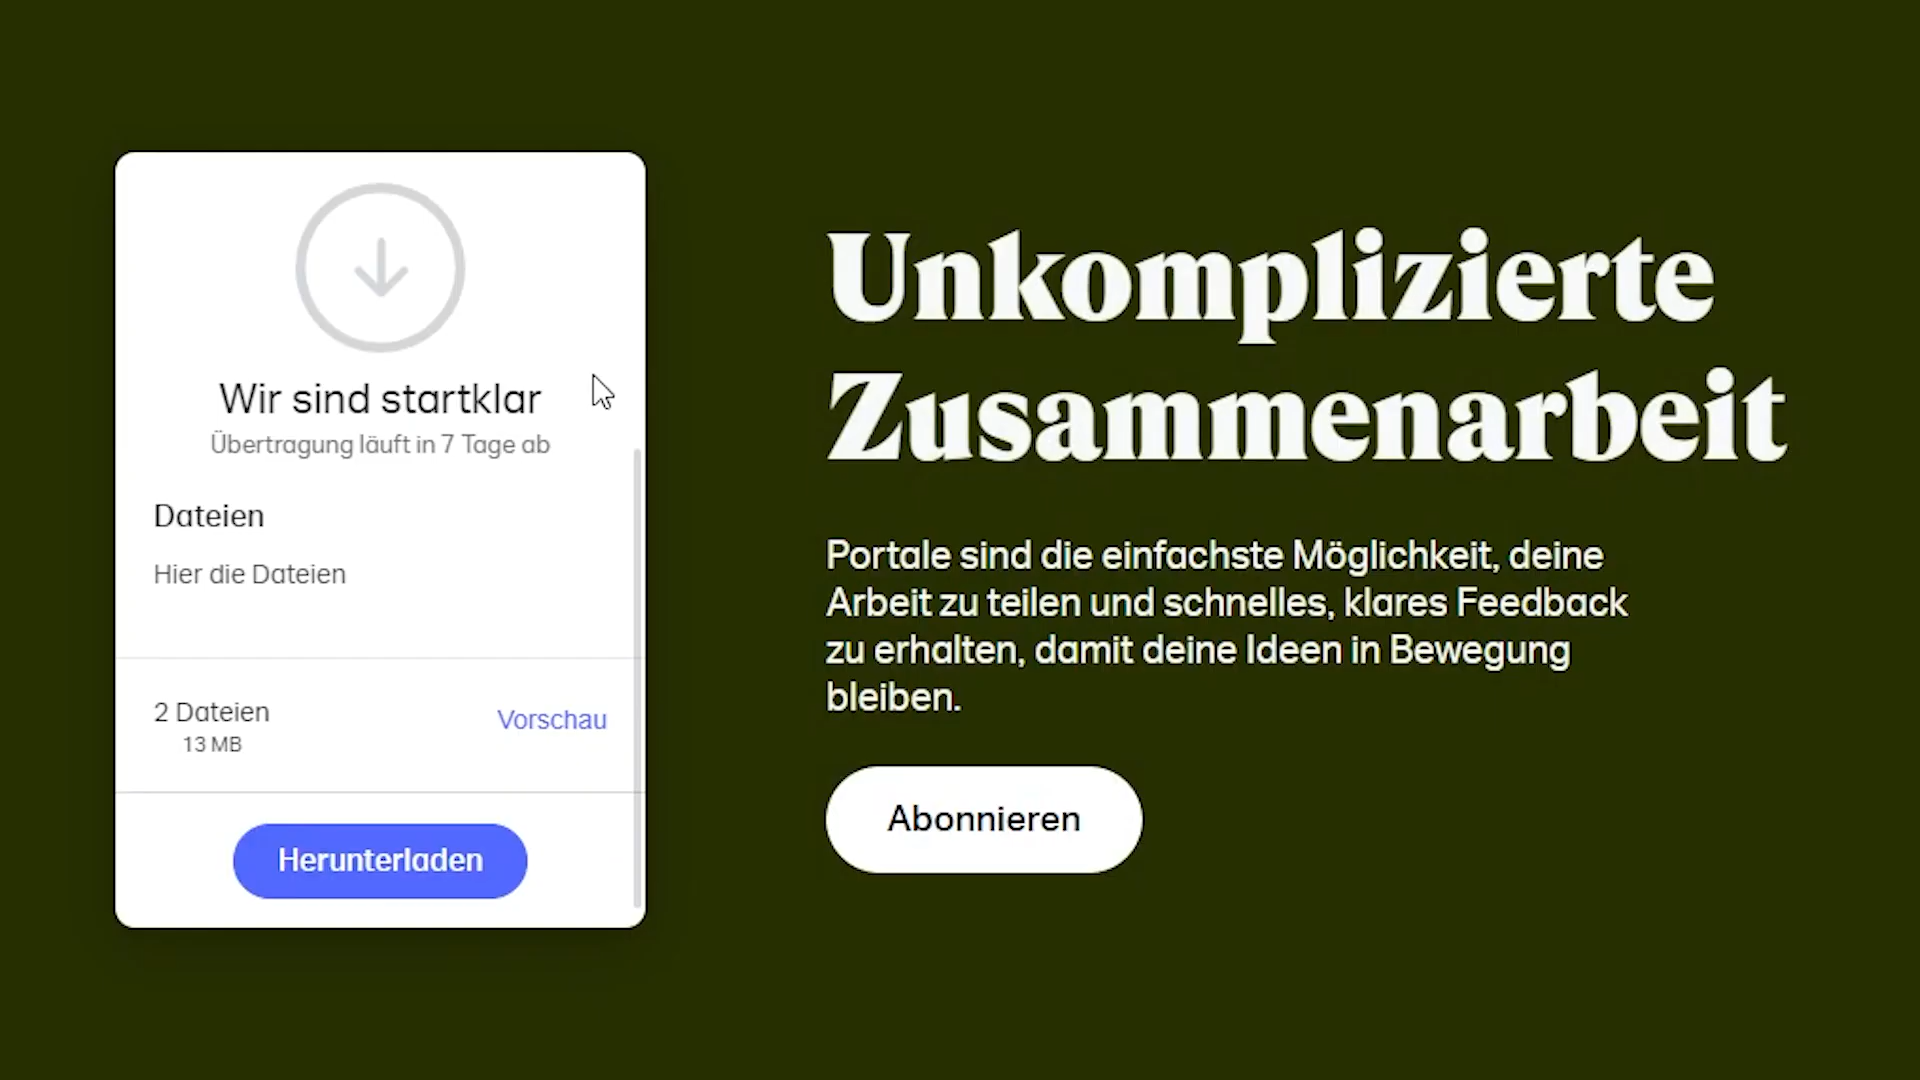 Wir sind startklar
Übertragung läuft in 7 Tage ab
Dateien
Hier die Dateien
2 Dateien
13 MB
Vorschau
Herunterladen
Unkomplizierte
Zusammenarbeit
Portale sind die einfachste Möglichkeit, deine
Arbeit zu teilen und schnelles, klares Feedback
zu erhalten, damit deine Ideen in Bewegung
bleiben.
Abonnieren